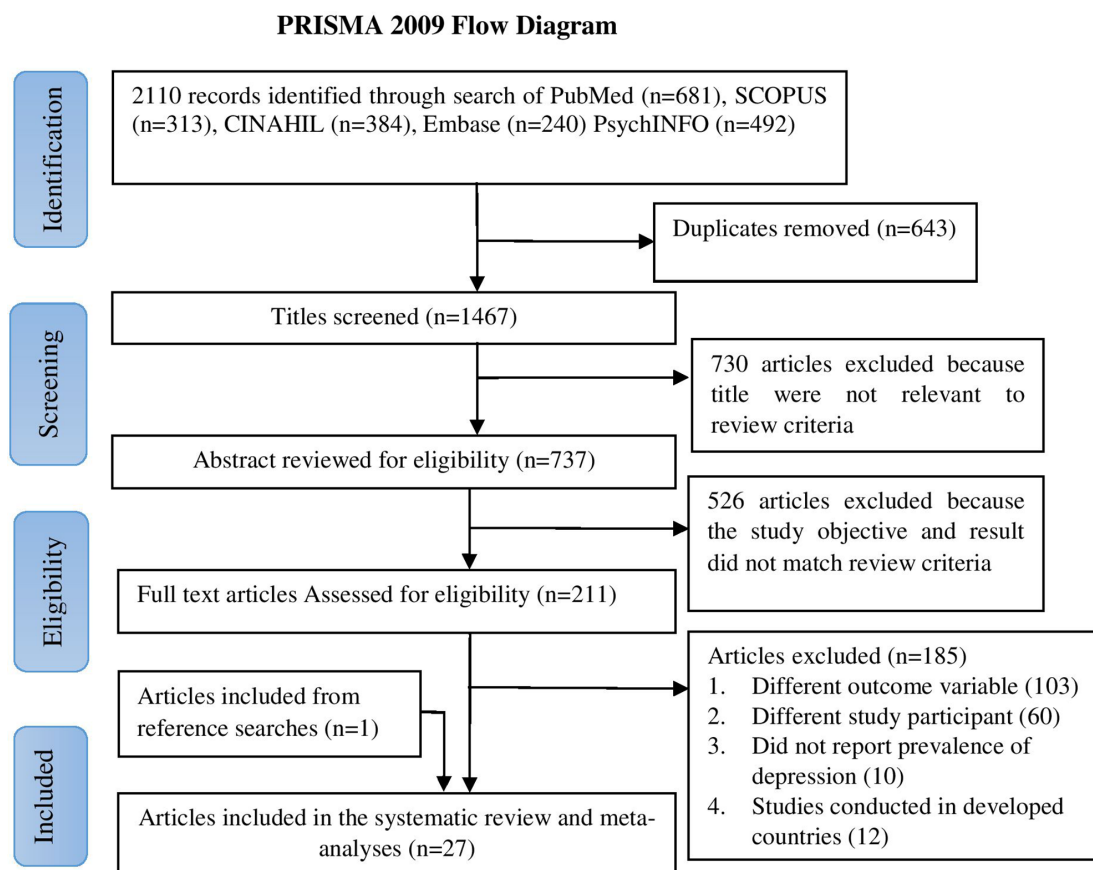 PRISMA 2009 Flow Diagram
Identification
2110 records identified through search of PubMed (n=681), SCOPUS
(n=313), CINAHIL (n=384), Embase (n=240) PsychINFO (n=492)
Duplicates removed (n=643)
Screening
Titles screened (n=1467)
730 articles excluded because
title were not relevant to
review criteria
Abstract reviewed for eligibility (n=737)
526 articles excluded because
the study objective and result
did not match review criteria
Eligibility
Full text articles Assessed for eligibility (n=211)
Articles excluded (n=185)
1. Different outcome variable (103)
2. Different study participant (60)
3. Did not report prevalence of
depression (10)
4. Studies conducted in developed
countries (12)
Articles included from
reference searches (n=1)
Included
Articles included in the systematic review and meta-
analyses (n=27)